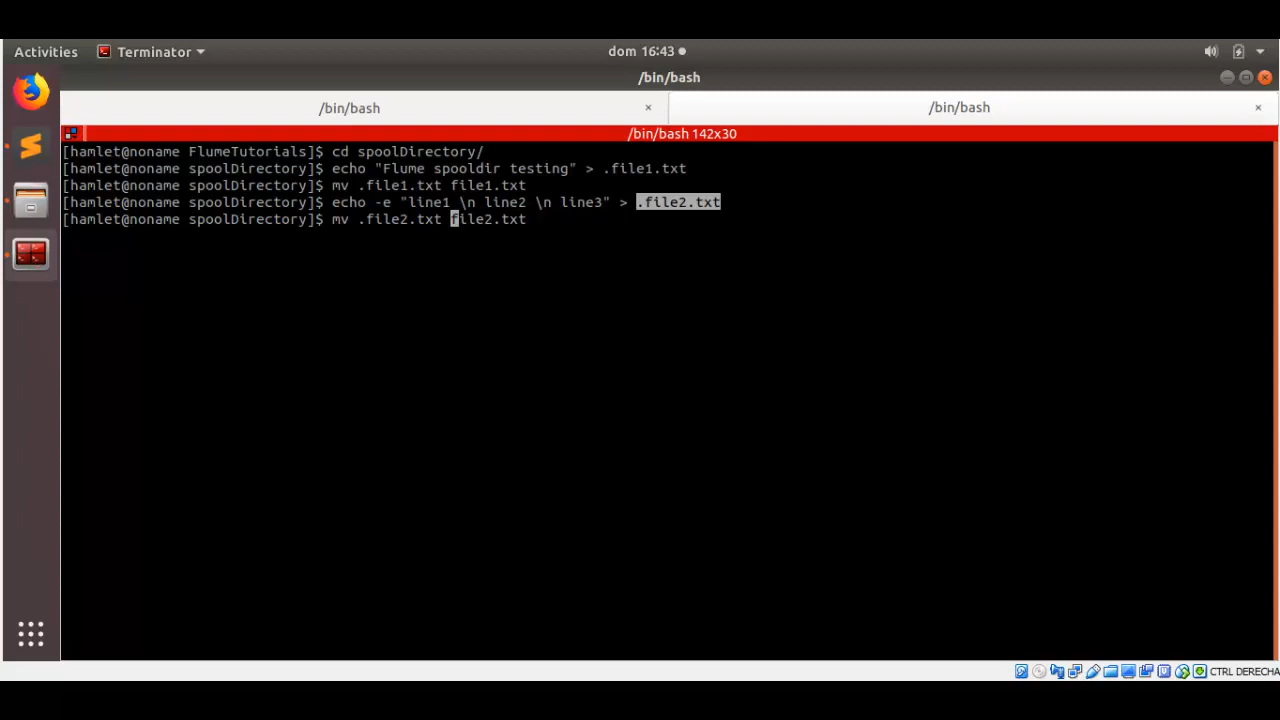 Activities Terminator dom 16:43
/bin/bash
/bin/bash × /bin/bash ×
/bin/bash 142x30
[hamlet@noname FlumeTutorials]$ cd spoolDirectory/
[hamlet@noname spoolDirectory]$ echo "Flume spooldir testing" > .file1.txt
[hamlet@noname spoolDirectory]$ mv .file1.txt file1.txt
[hamlet@noname spoolDirectory]$ echo -e "line1 \n line2 \n line3" > .file2.txt
[hamlet@noname spoolDirectory]$ mv .file2.txt file2.txt
CTRL DERECHA